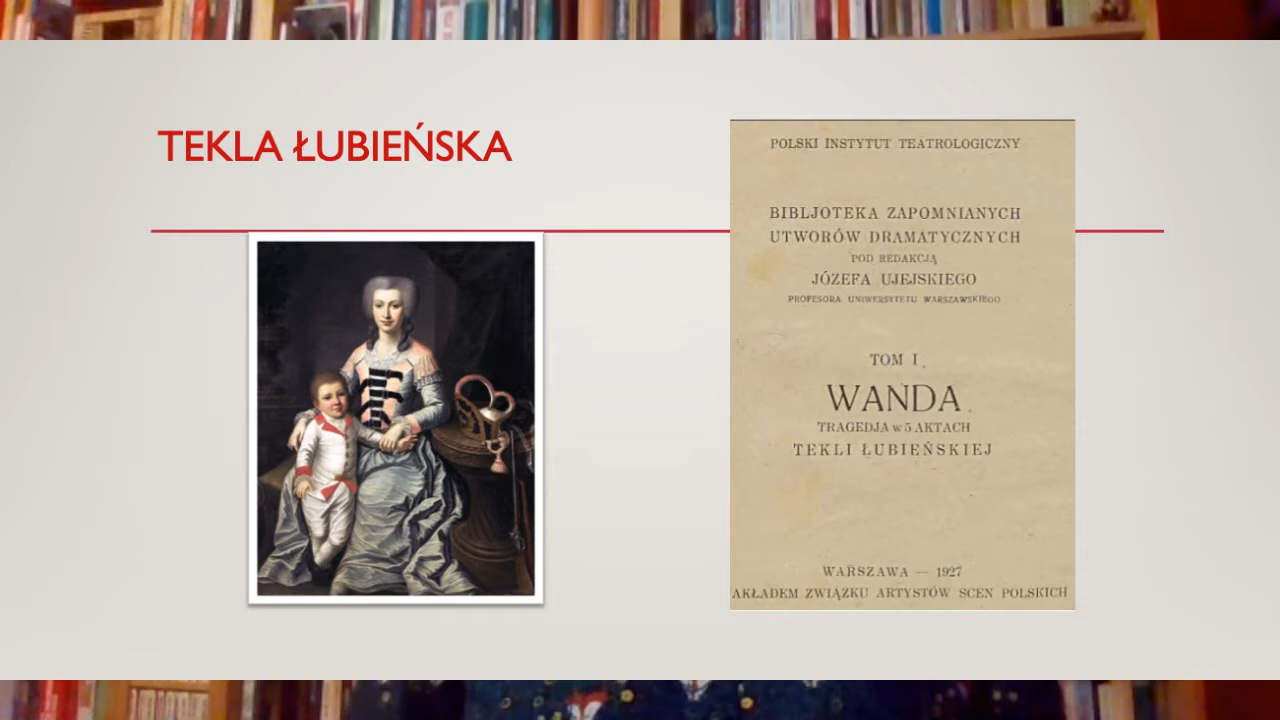 TEKLA ŁUBIEŃSKA
POLSKI INSTYTUT TEATROLOGICZNY
BIBLJOTEKA ZAPOMNIANYCH
UTWORÓW DRAMATYCZNYCH
POD REDAKCJĄ
JÓZEFA UJEJSKIEGO
PROFESORA UNIWERSYTETU WARSZAWSKIEGO
TOM I
WANDA
TRAGEDJA w 5 AKTACH
TEKLI ŁUBIEŃSKIEJ
WARSZAWA — 1927
AKŁADEM ZWIĄZKU ARTYSTÓW SCEN POLSKICH